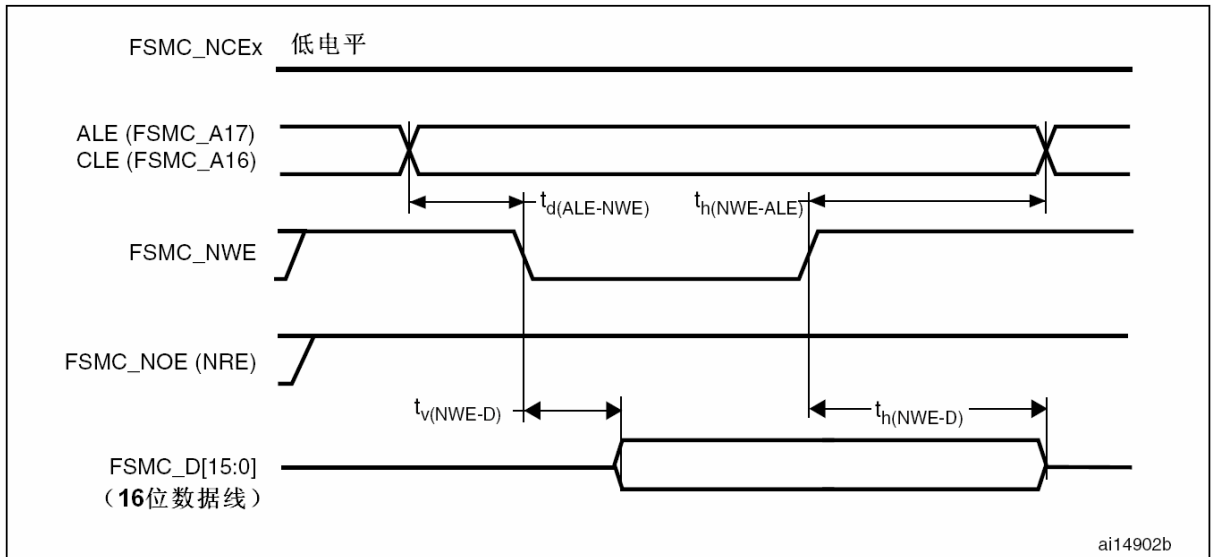 FSMC_NCEx 低电平
ALE (FSMC_A17)
CLE (FSMC_A16)
td(ALE-NWE)
th(NWE-ALE)
FSMC_NWE
FSMC_NOE (NRE)
tv(NWE-D)
th(NWE-D)
FSMC_D[15:0]
（16位数据线）
ai14902b